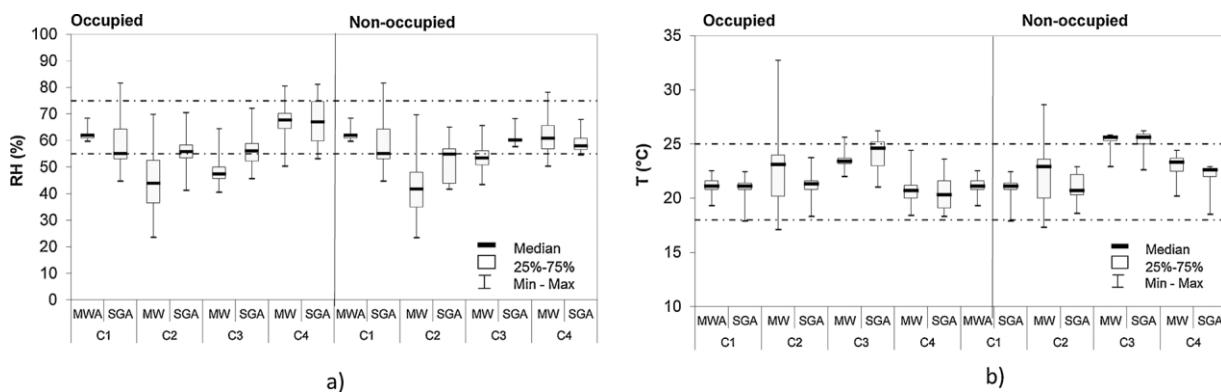 Occupied Non-occupied
100
90
80
70
60
50
40
30
20
10
0
RH (%)
Median
25%-75%
Min - Max
MWA SGA MW SGA MW SGA MW SGA MWA SGA MW SGA MW SGA MW SGA
C1 C2 C3 C4 C1 C2 C3 C4
a)
Occupied Non-occupied
35
30
25
20
15
10
T (°C)
Median
25%-75%
Min - Max
MWA SGA MW SGA MW SGA MW SGA MWA SGA MW SGA MW SGA MW SGA
C1 C2 C3 C4 C1 C2 C3 C4
b)